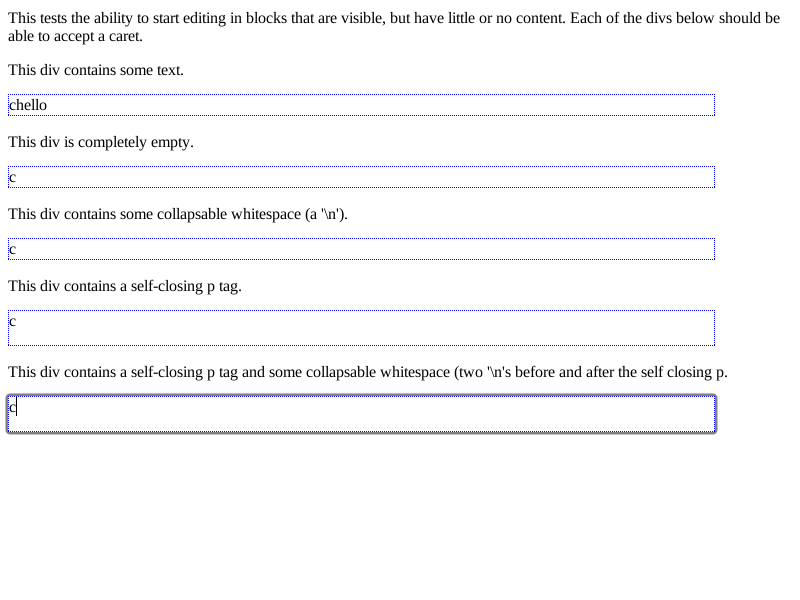 This tests the ability to start editing in blocks that are visible, but have little or no content. Each of the divs below should be
able to accept a caret.
This div contains some text.
chello
This div is completely empty.
c
This div contains some collapsable whitespace (a '\n').
c
This div contains a self-closing p tag.
c
This div contains a self-closing p tag and some collapsable whitespace (two '\n's before and after the self closing p.
c